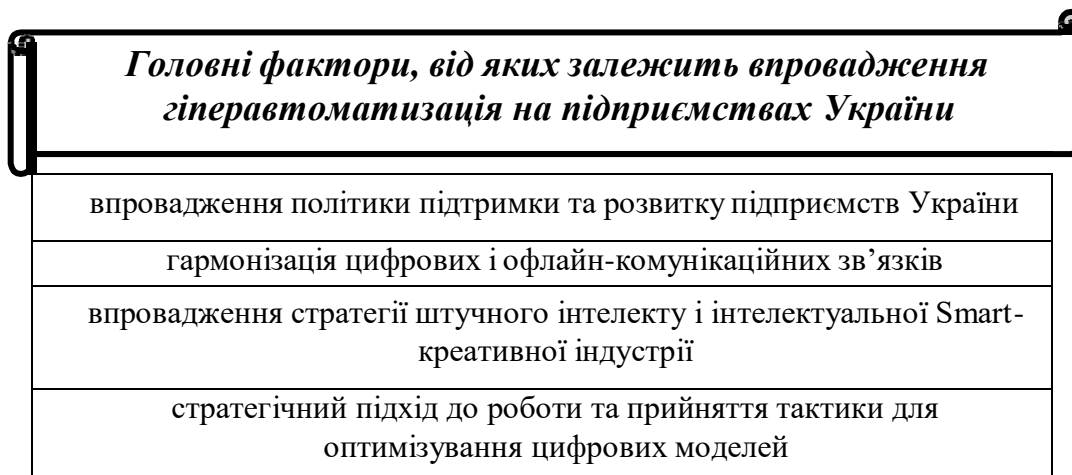 Головні фактори, від яких залежить впровадження
гіперавтоматизація на підприємствах України
впровадження політики підтримки та розвитку підприємств України
гармонізація цифрових і офлайн-комунікаційних зв’язків
впровадження стратегії штучного інтелекту і інтелектуальної Smart-
креативної індустрії
стратегічний підхід до роботи та прийняття тактики для
оптимізування цифрових моделей